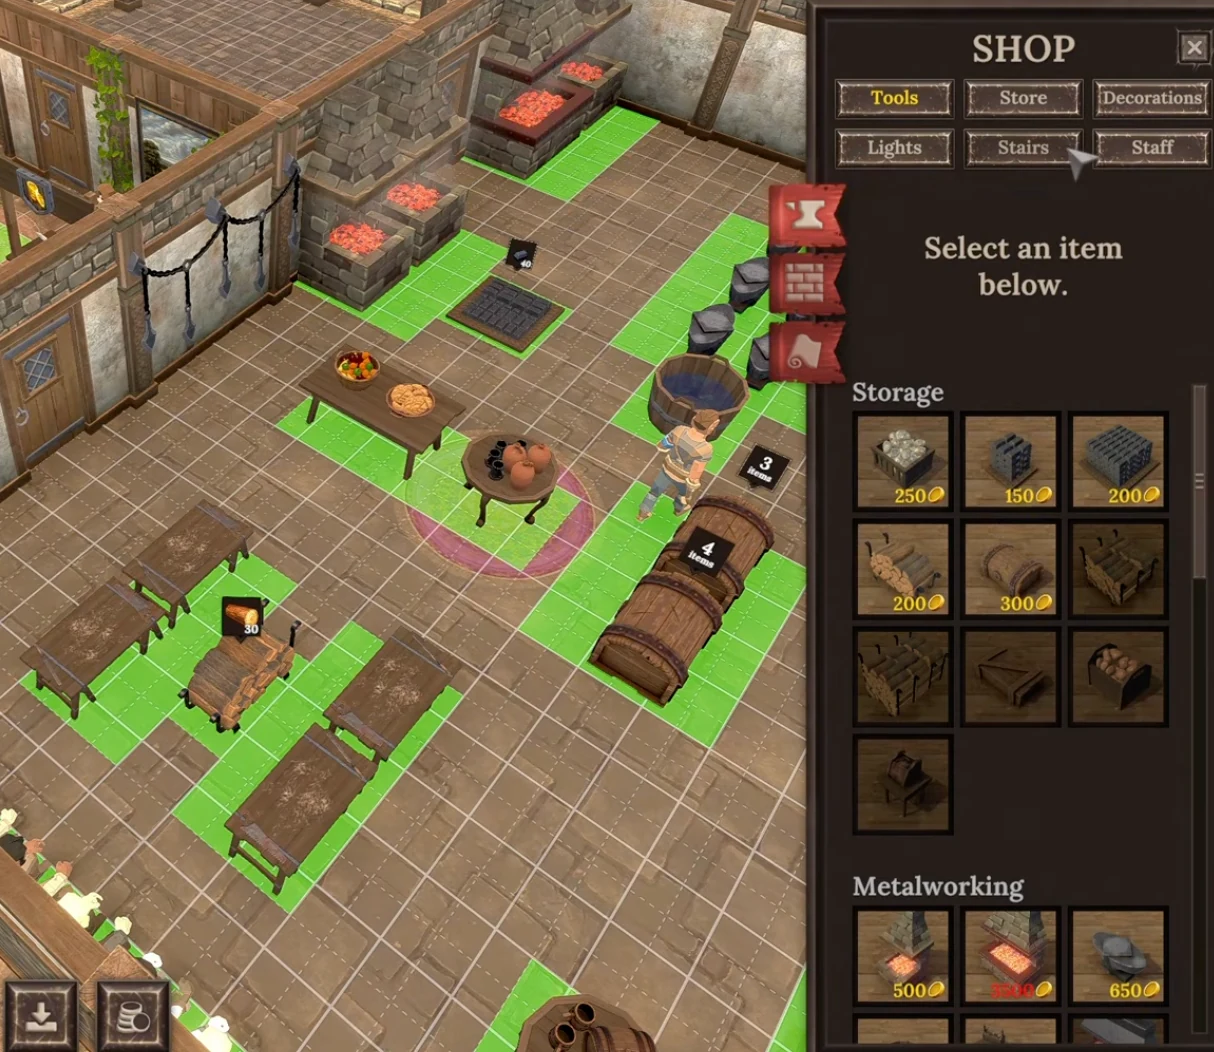 SHOP
Tools
Store
Decorations
Lights
Stairs
Staff
Select an item
below.
Storage
250
150
200
200
300
Metalworking
500
650
40
3
items
4
items
30